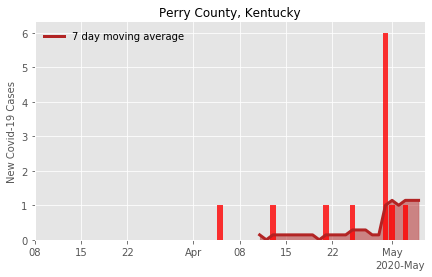 Perry County, Kentucky
7 day moving average
New Covid-19 Cases
6
5
4
3
2
1
0
08 15 22 Apr 08 15 22 May
2020-May